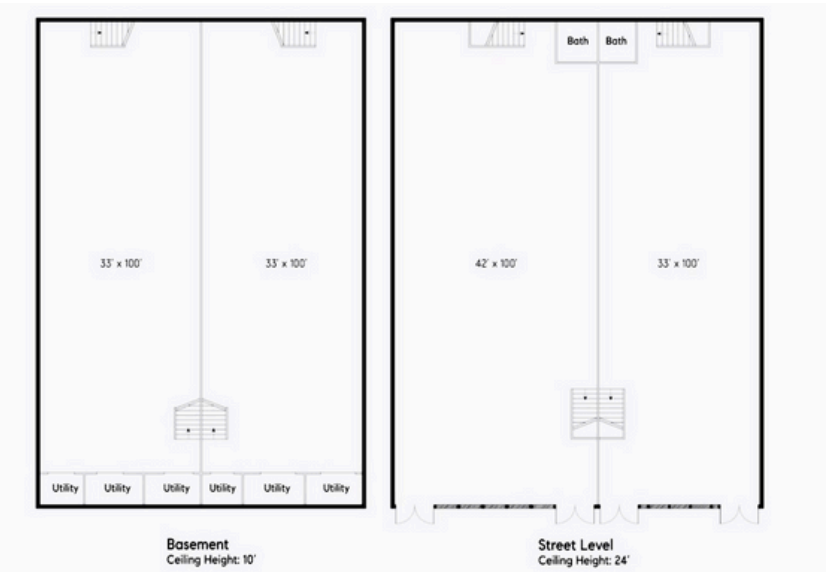 Bath Bath
33' x 100'
33' x 100'
42' x 100'
33' x 100'
Utility Utility Utility Utility Utility Utility
Basement
Ceiling Height: 10'
Street Level
Ceiling Height: 24'